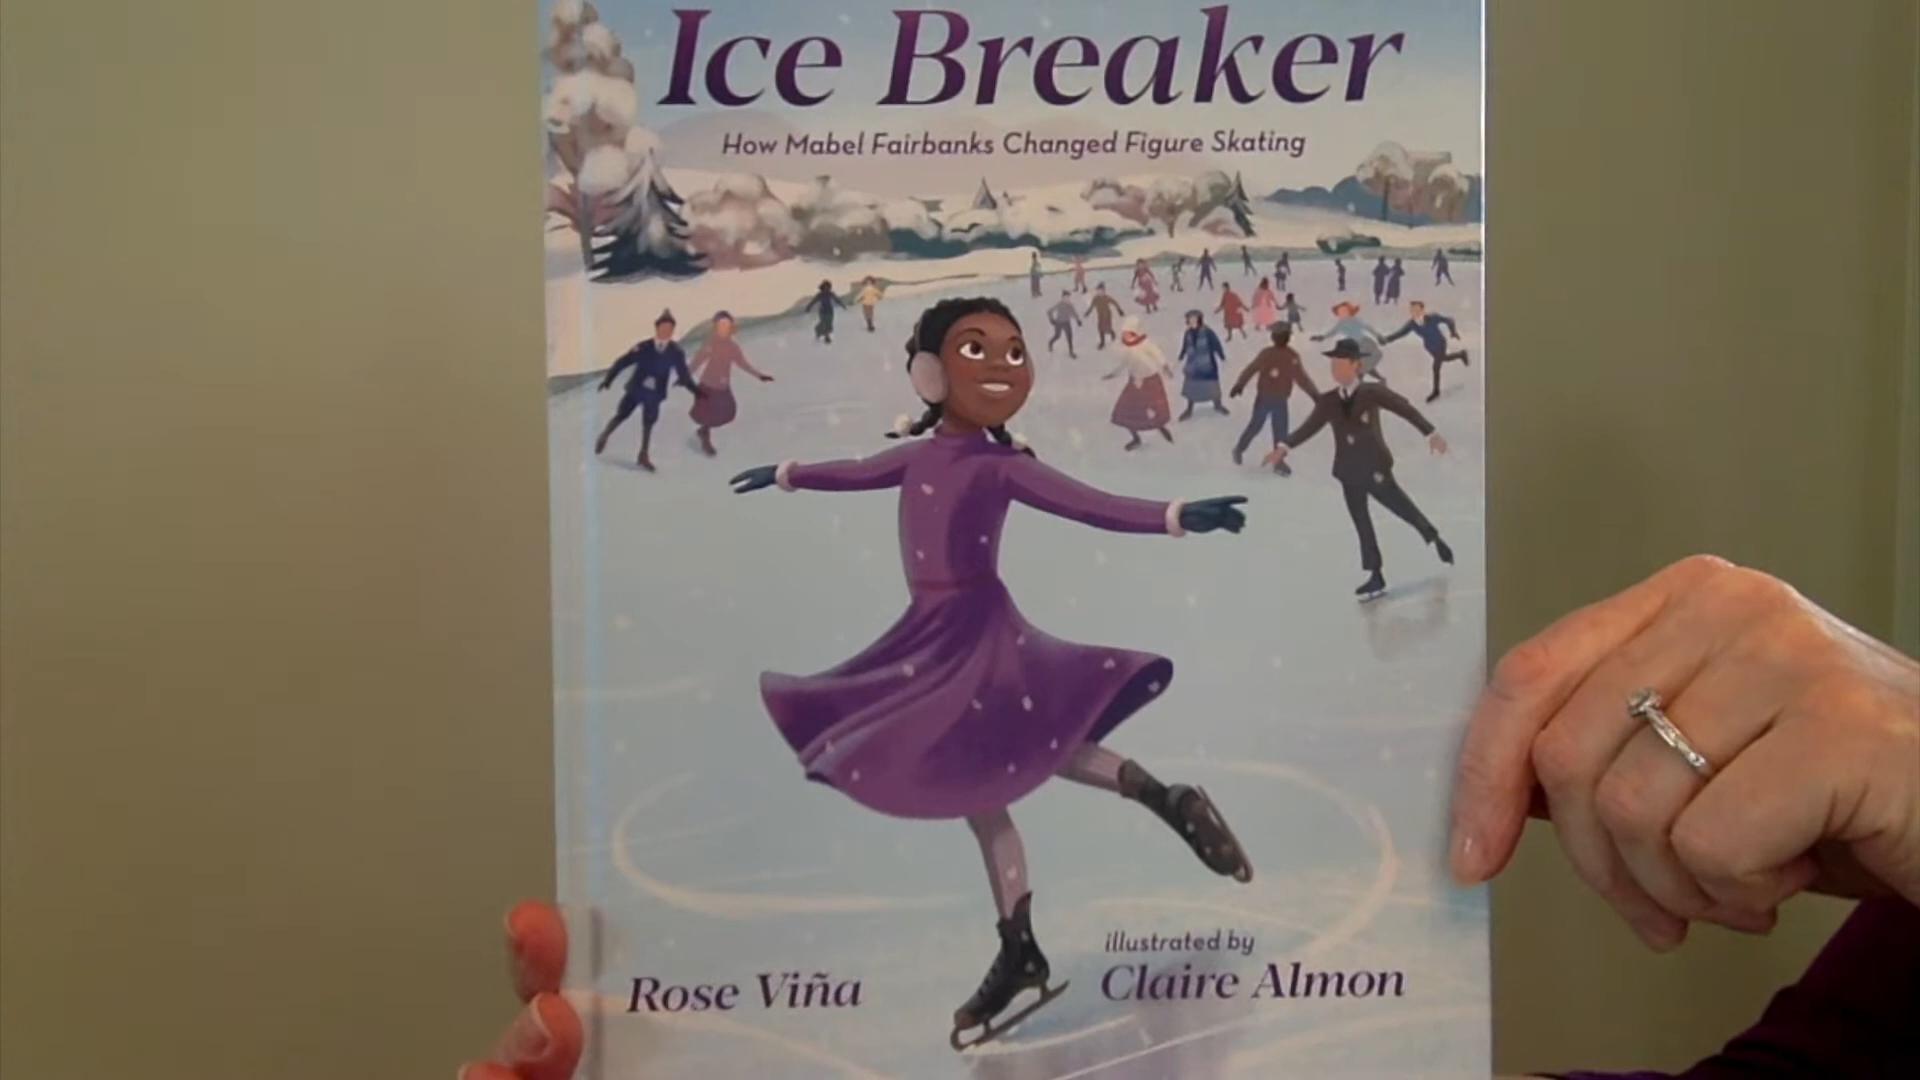 Ice Breaker
How Mabel Fairbanks Changed Figure Skating
illustrated by
Rose Viña
Claire Almon